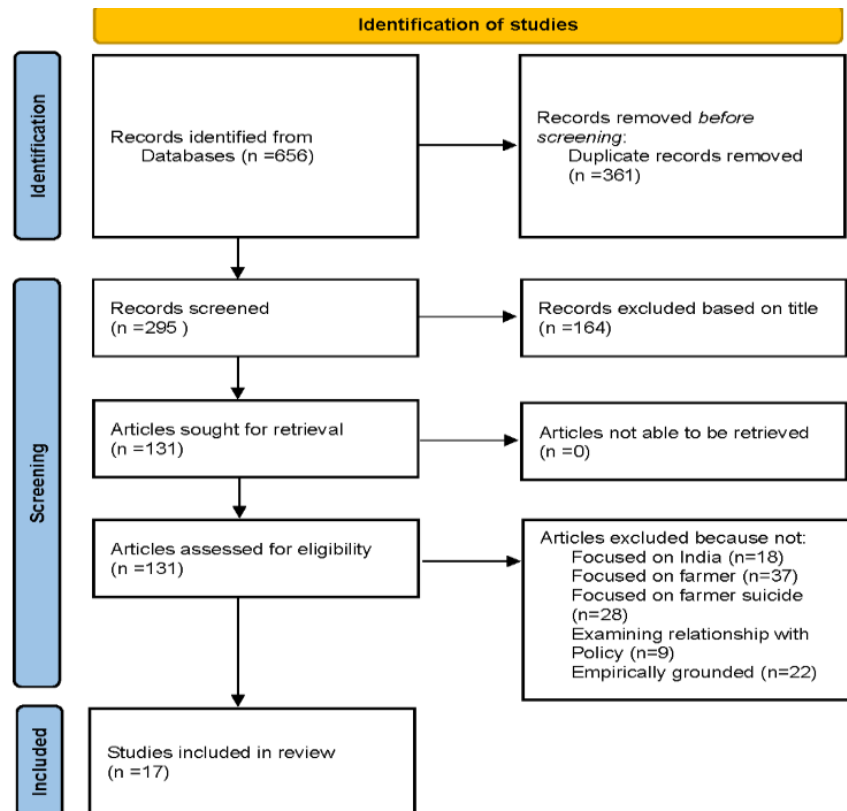 Identification of studies
Identification
Records identified from
Databases (n =656)
Records removed before
screening:
Duplicate records removed
(n =361)
Screening
Records screened
(n =295 )
Records excluded based on title
(n =164)
Articles sought for retrieval
(n =131)
Articles not able to be retrieved
(n =0)
Articles assessed for eligibility
(n =131)
Articles excluded because not:
Focused on India (n=18)
Focused on farmer (n=37)
Focused on farmer suicide
(n=28)
Examining relationship with
Policy (n=9)
Empirically grounded (n=22)
Included
Studies included in review
(n =17)